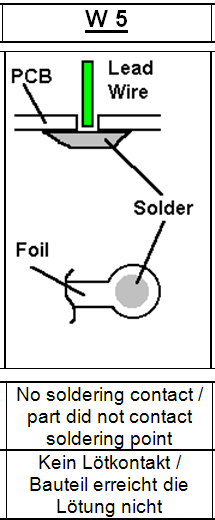 W 5
PCB
Lead
Wire
Solder
Foil
No soldering contact /
part did not contact
soldering point
Kein Lötkontakt /
Bauteil erreicht die
Lötung nicht